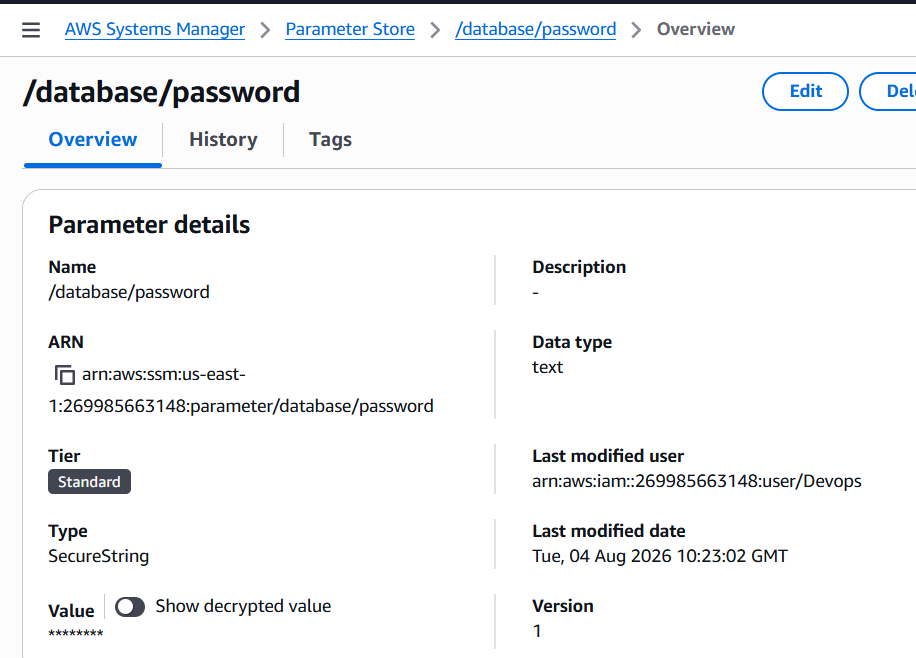 AWS Systems Manager > Parameter Store > /database/password > Overview
/database/password
Edit
Overview
History
Tags
Parameter details
Name
/database/password
Description
-
ARN
arn:aws:ssm:us-east-
1:269985663148:parameter/database/password
Data type
text
Tier
Standard
Last modified user
arn:aws:iam::269985663148:user/Devops
Type
SecureString
Last modified date
Tue, 04 Aug 2026 10:23:02 GMT
Value
Show decrypted value
********
Version
1